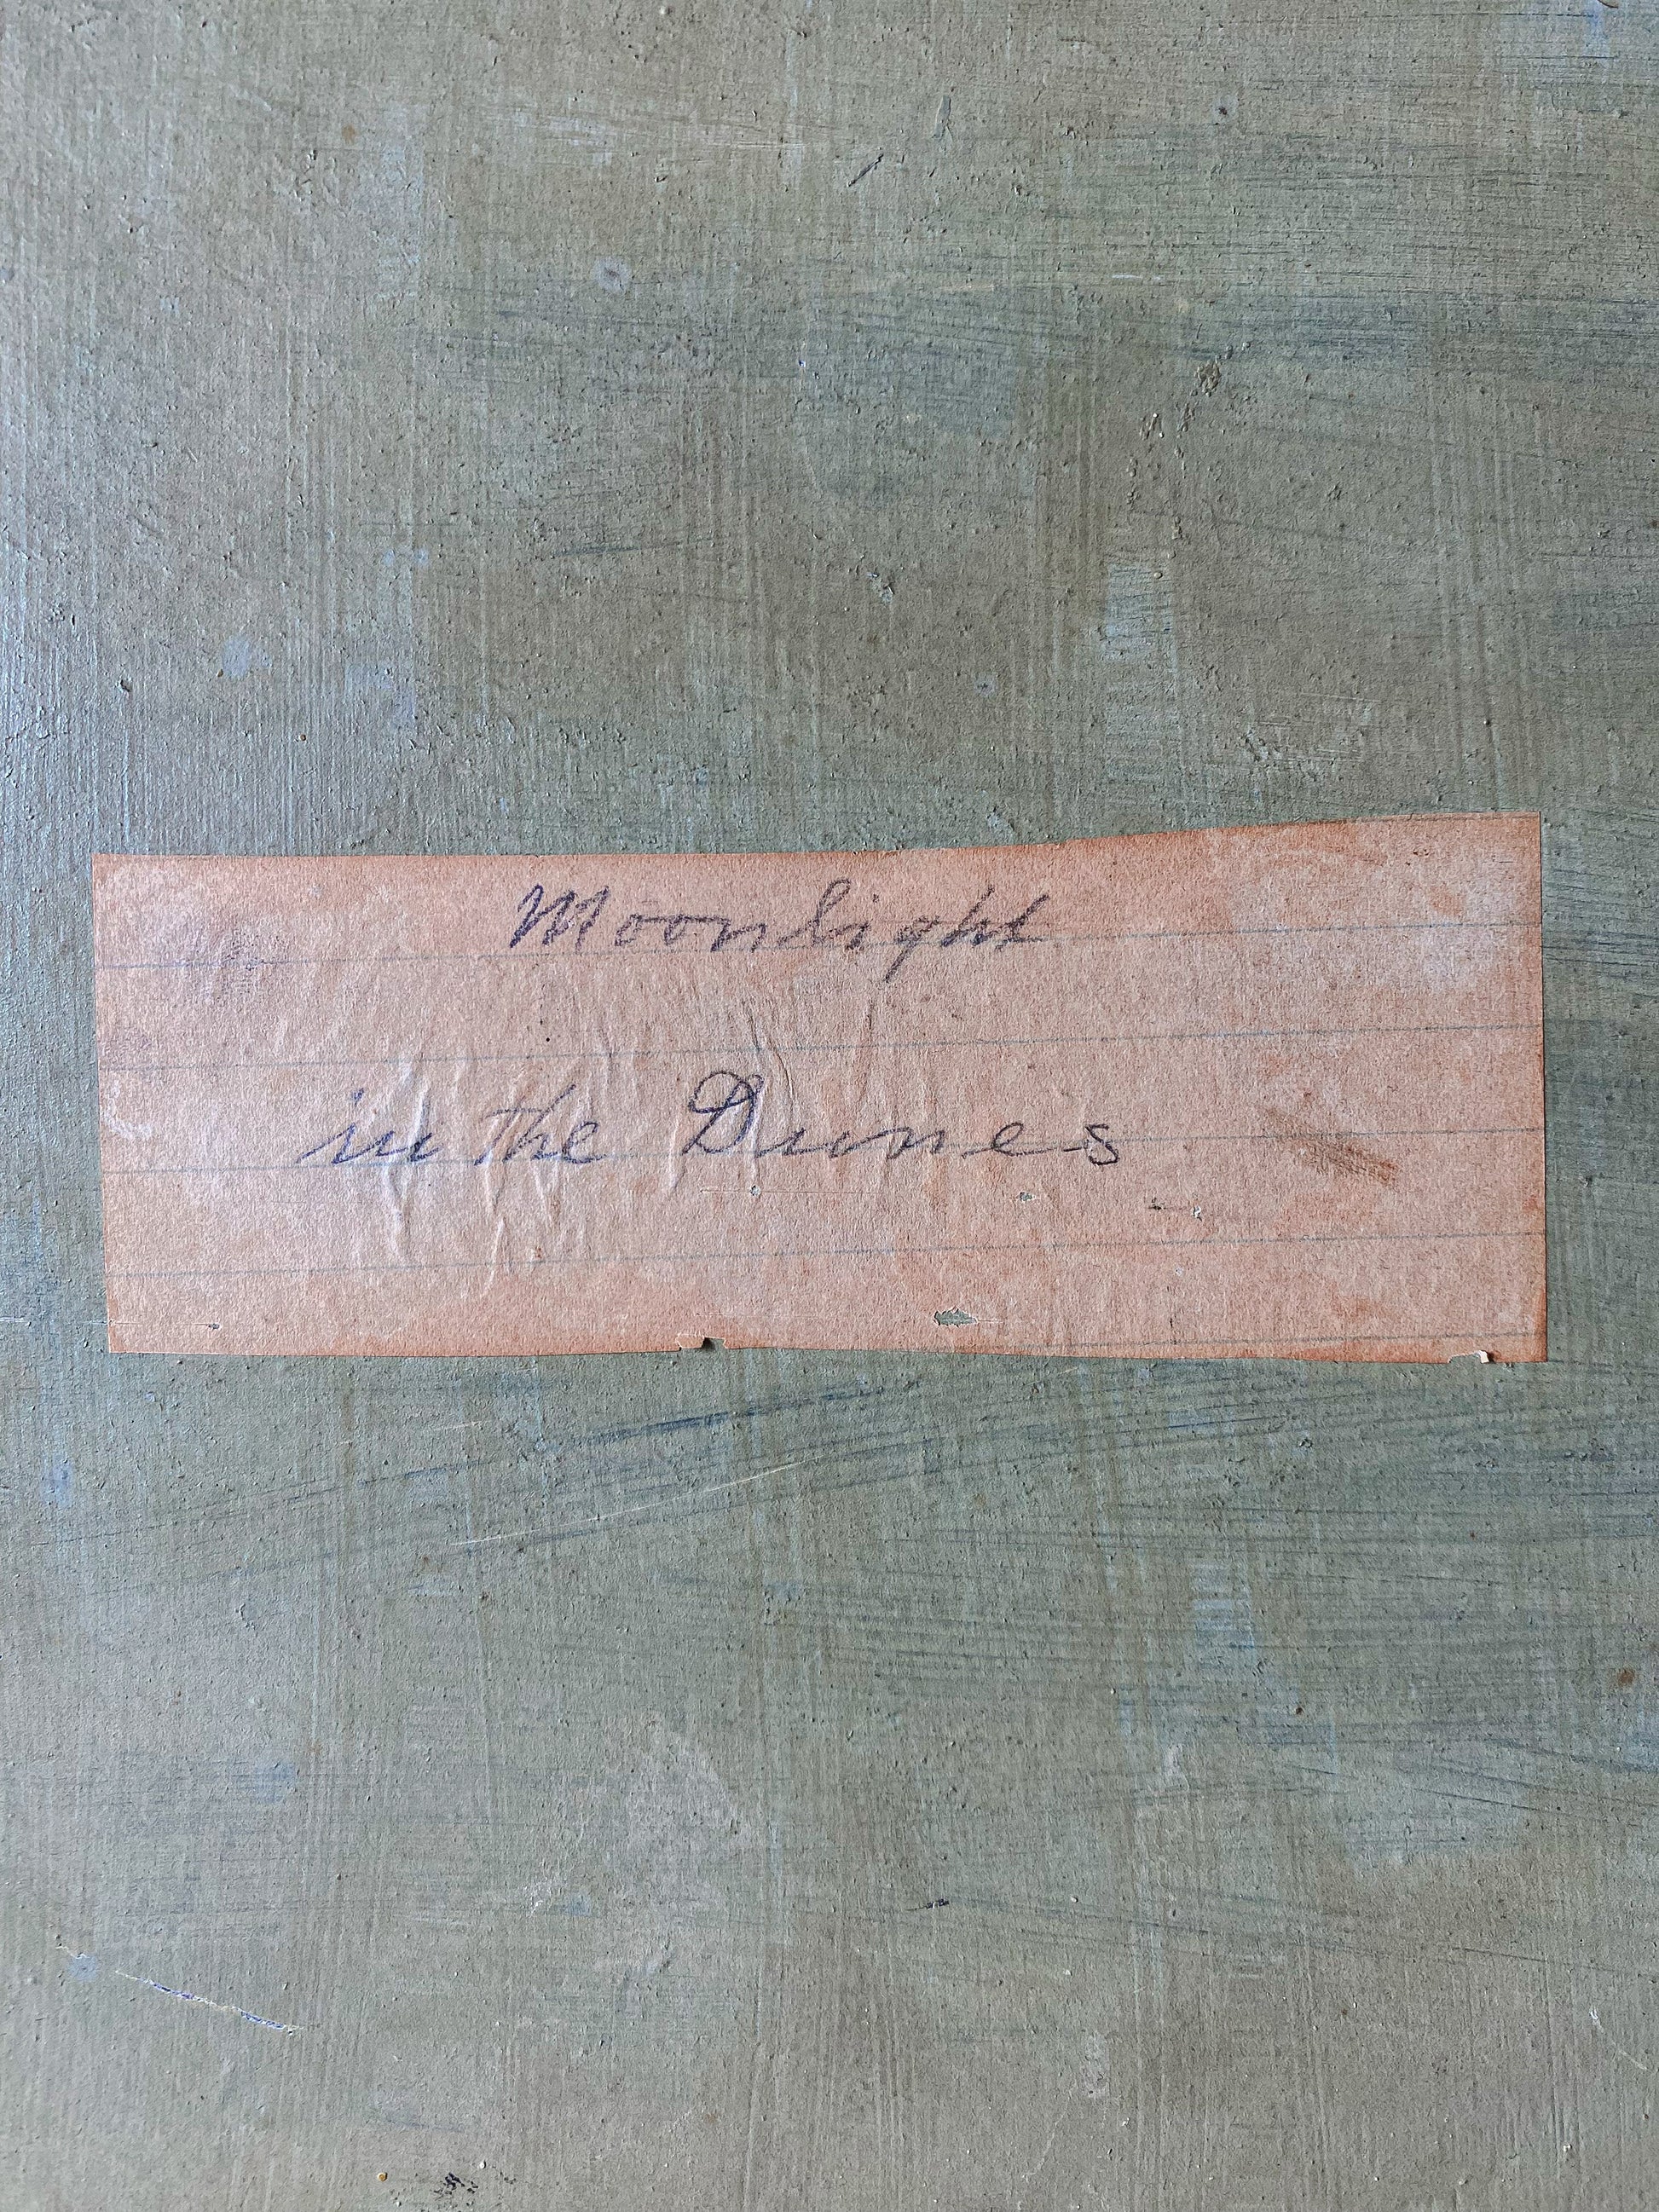 Moonlight
in the Dunes